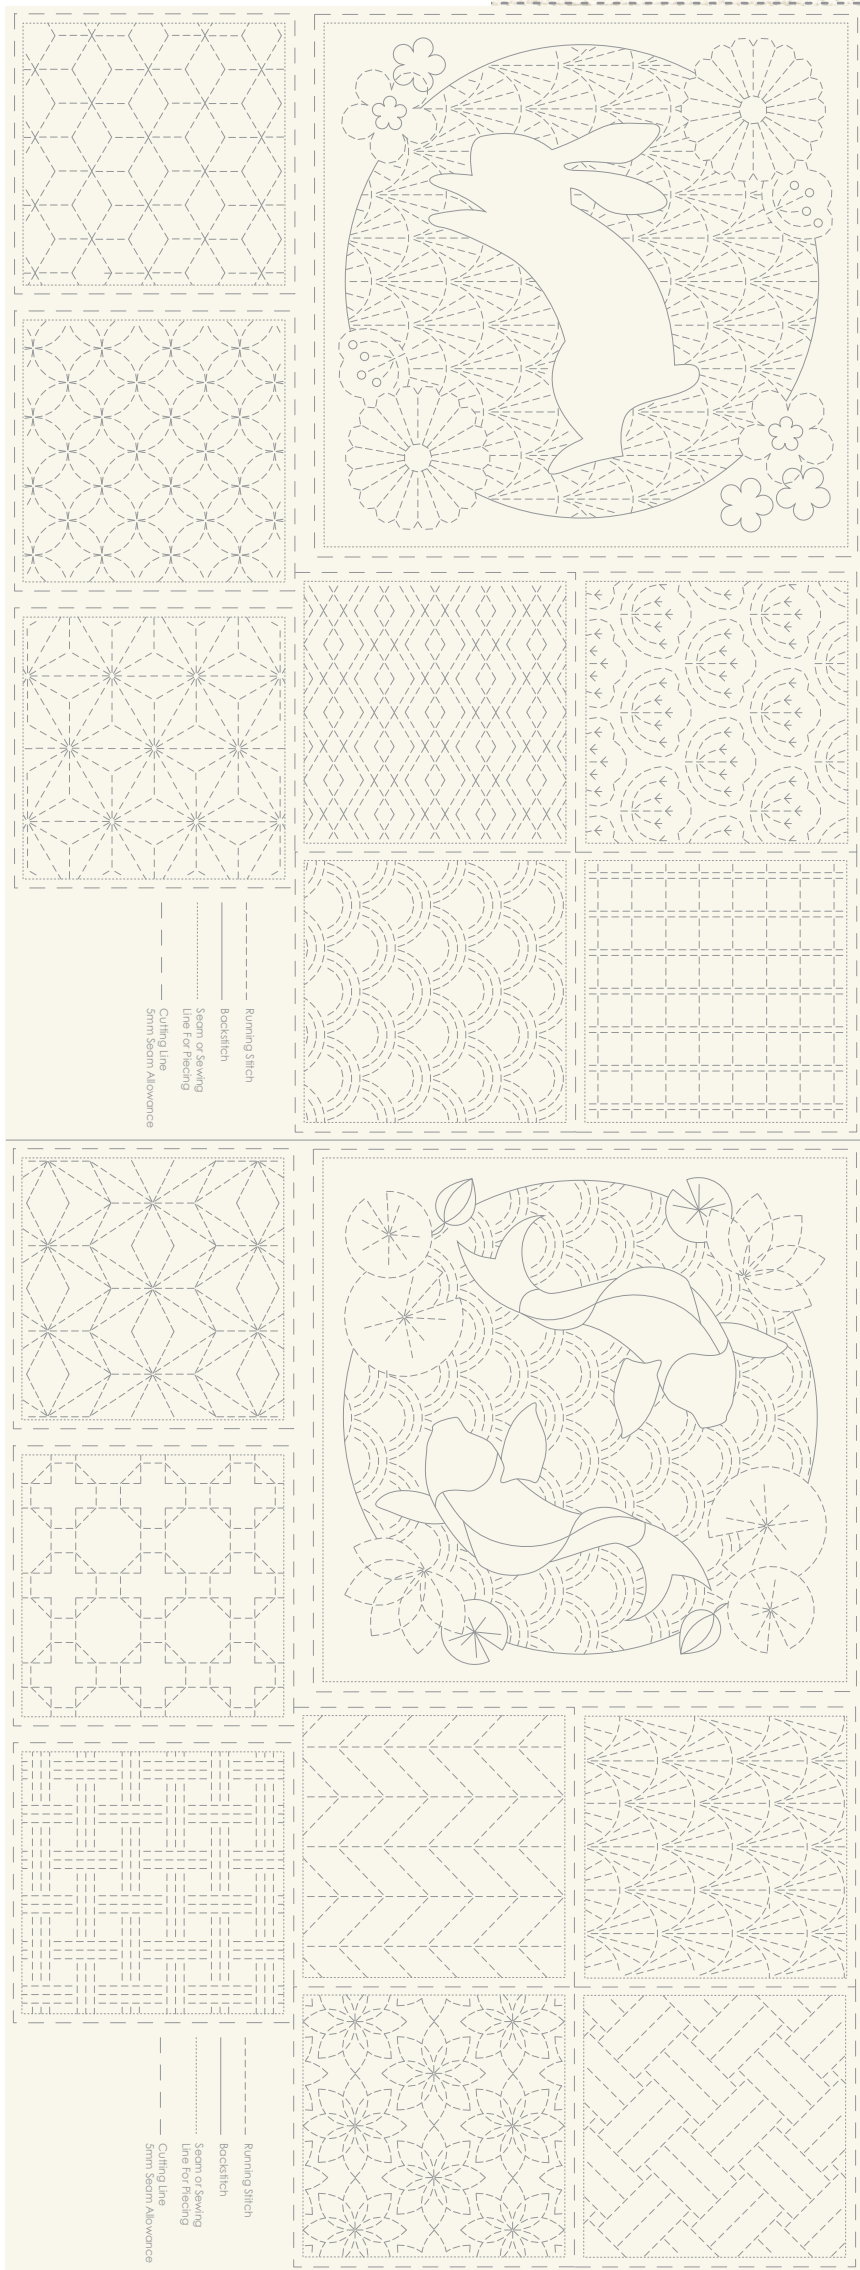 Running Stitch
Backstitch
Seam or Sewing
Line For Piecing
Cutting Line
5mm Seam Allowance
Running Stitch
Backstitch
Seam or Sewing
Line For Piecing
Cutting Line
5mm Seam Allowance